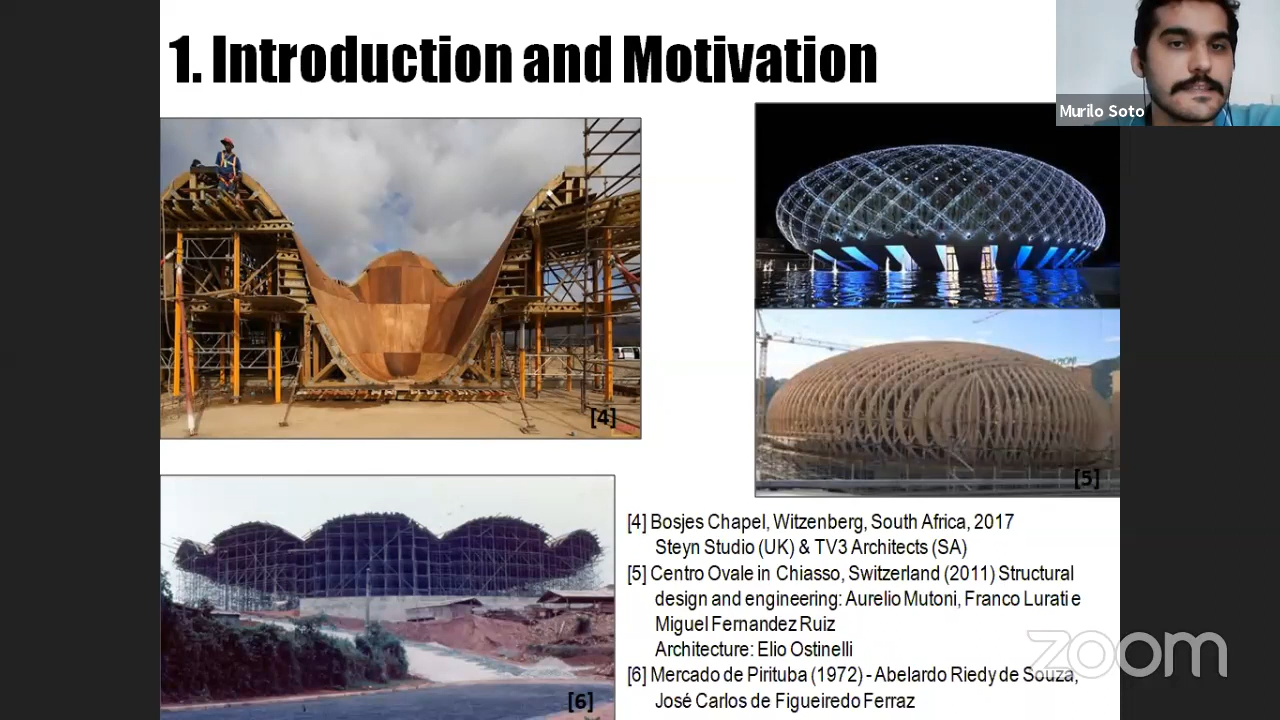 1. Introduction and Motivation
Murilo Soto
[4]
[5]
[6]
[4] Bosjes Chapel, Witzenberg, South Africa, 2017
Steyn Studio (UK) & TV3 Architects (SA)
[5] Centro Ovale in Chiasso, Switzerland (2011) Structural
design and engineering: Aurelio Mutoni, Franco Lurati e
Miguel Fernandez Ruiz
Architecture: Elio Ostinelli
[6] Mercado de Pirituba (1972) - Abelardo Riedy de Souza,
José Carlos de Figueiredo Ferraz
zoom